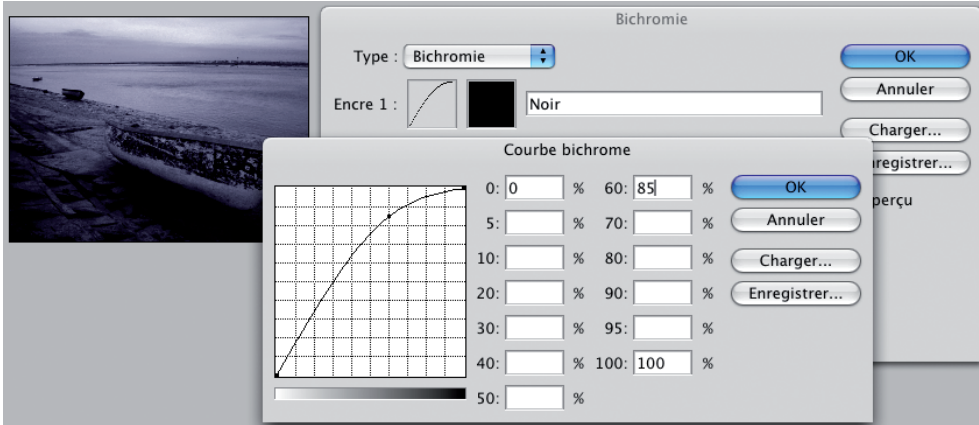 Bichromie
Type : Bichromie
OK
Annuler
Encre 1 :
Noir
Charger...
nregistrer...
perçu
Courbe bichrome
0: 0 % 60: 85 %
5: % 70: %
10: % 80: %
20: % 90: %
30: % 95: %
40: % 100: 100 %
50: %
OK
Annuler
Charger...
Enregistrer...